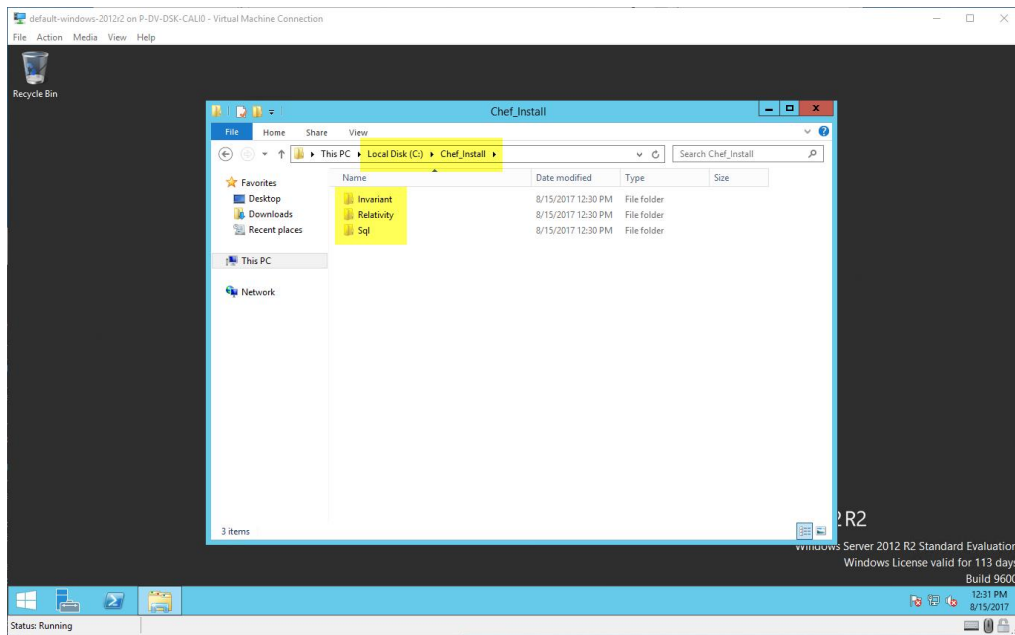 default-windows-2012r2 on P-DV-DSK-CALI0 - Virtual Machine Connection
File Action Media View Help
Recycle Bin
Chef_Install
File Home Share View
This PC Local Disk (C:) Chef_Install Search Chef_Install
Name Date modified Type Size
Favorites
Desktop
Downloads
Recent places
This PC
Network
Invariant 8/15/2017 12:30 PM File folder
Relativity 8/15/2017 12:30 PM File folder
Sql 8/15/2017 12:30 PM File folder
3 items
2 R2
Windows Server 2012 R2 Standard Evaluation
Windows License valid for 113 days
Build 9600
12:31 PM
8/15/2017
Status: Running